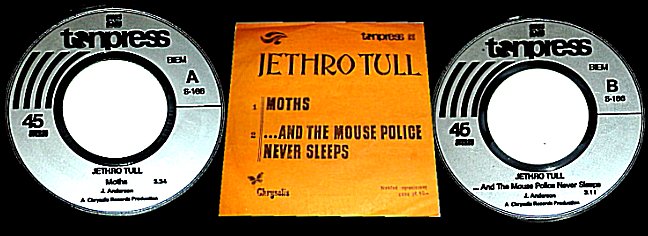 tonpress
BIEM
A
S-186
45
JETHRO TULL
Moths 3.34
J. Anderson
A Chrysalis Records Production
tonpress
JETHRO TULL
1 MOTHS
2 ...AND THE MOUSE POLICE
NEVER SLEEPS
Chrysalis
tonpress
BIEM
B
S-186
45
JETHRO TULL
... And The Mouse Police Never Sleeps
J. Anderson 3.11
A Chrysalis Records Production